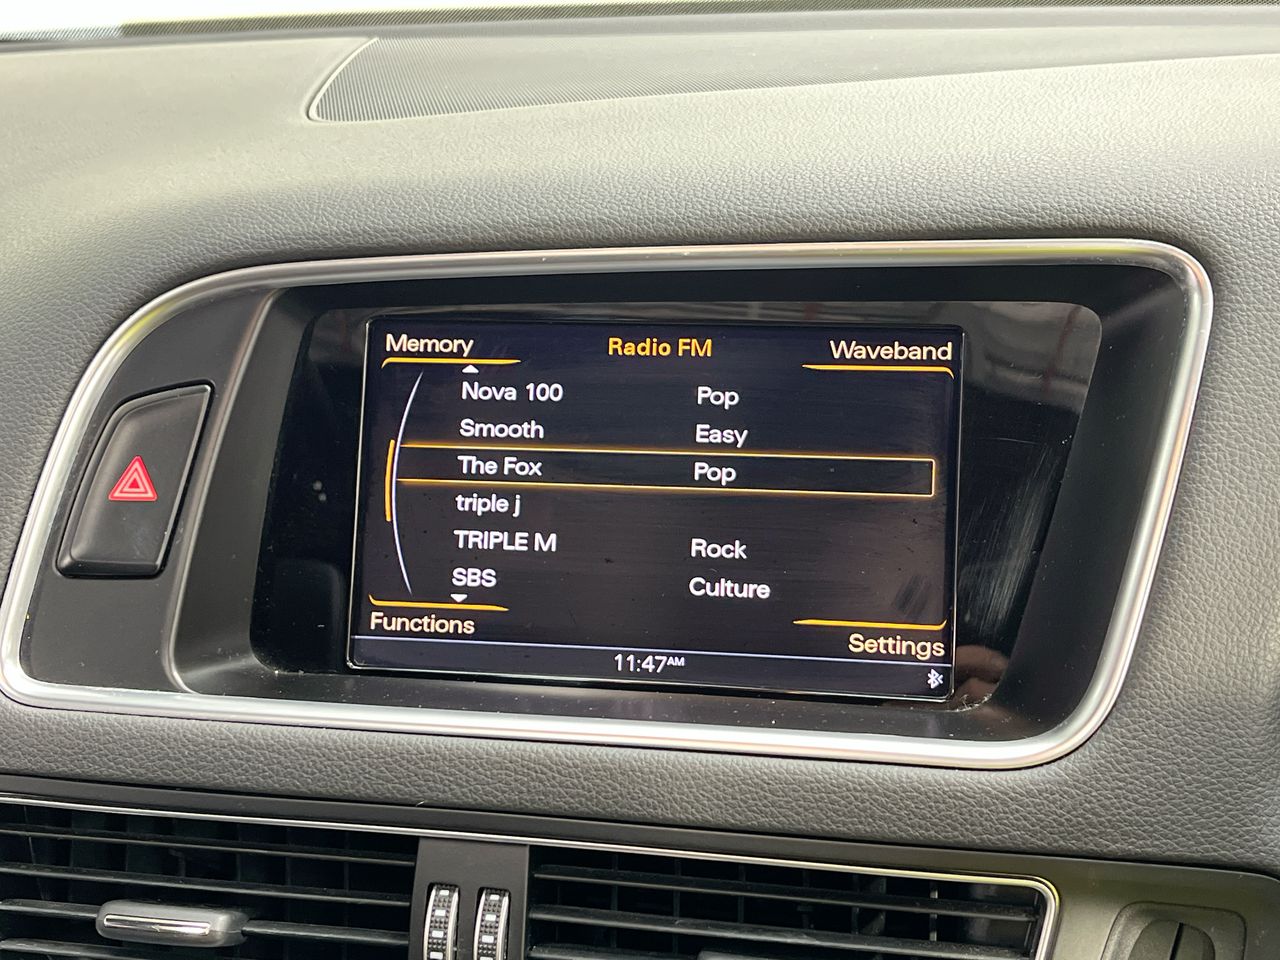 Memory Radio FM Waveband
Nova 100 Pop
Smooth Easy
The Fox Pop
triple j
TRIPLE M Rock
SBS Culture
Functions Settings
11:47AM